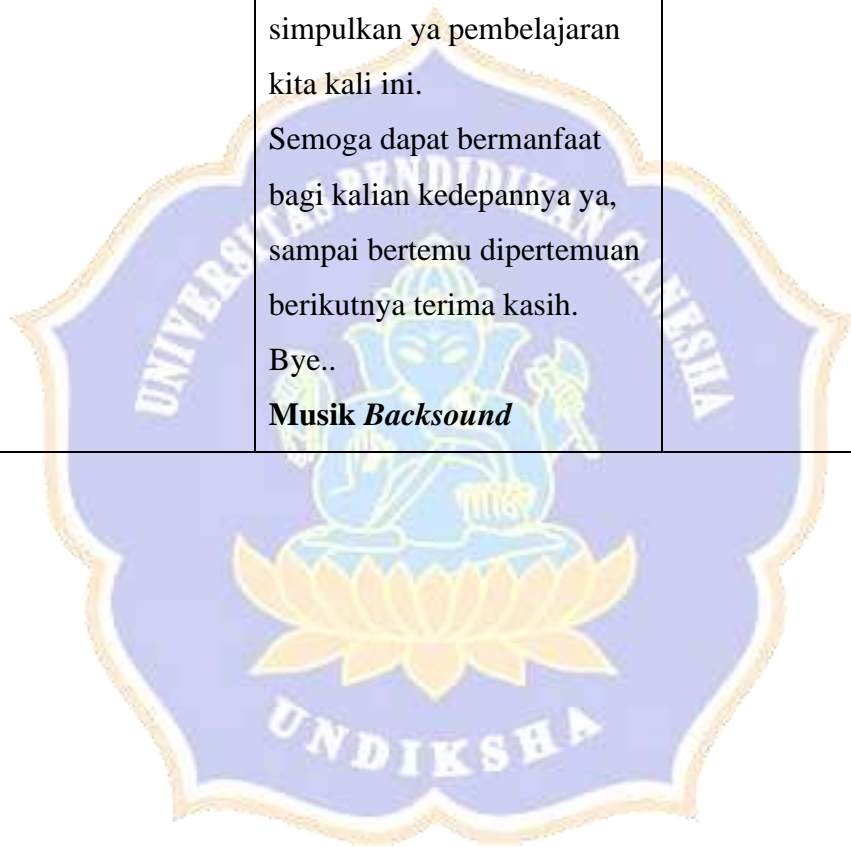 simpulkan ya pembelajaran
kita kali ini.
Semoga dapat bermanfaat
bagi kalian kedepannya ya,
sampai bertemu dipertemuan
berikutnya terima kasih.
Bye..
Musik Backsound
UNIVERSITAS PENDIDIKAN GANESHA
UNDIKSHA